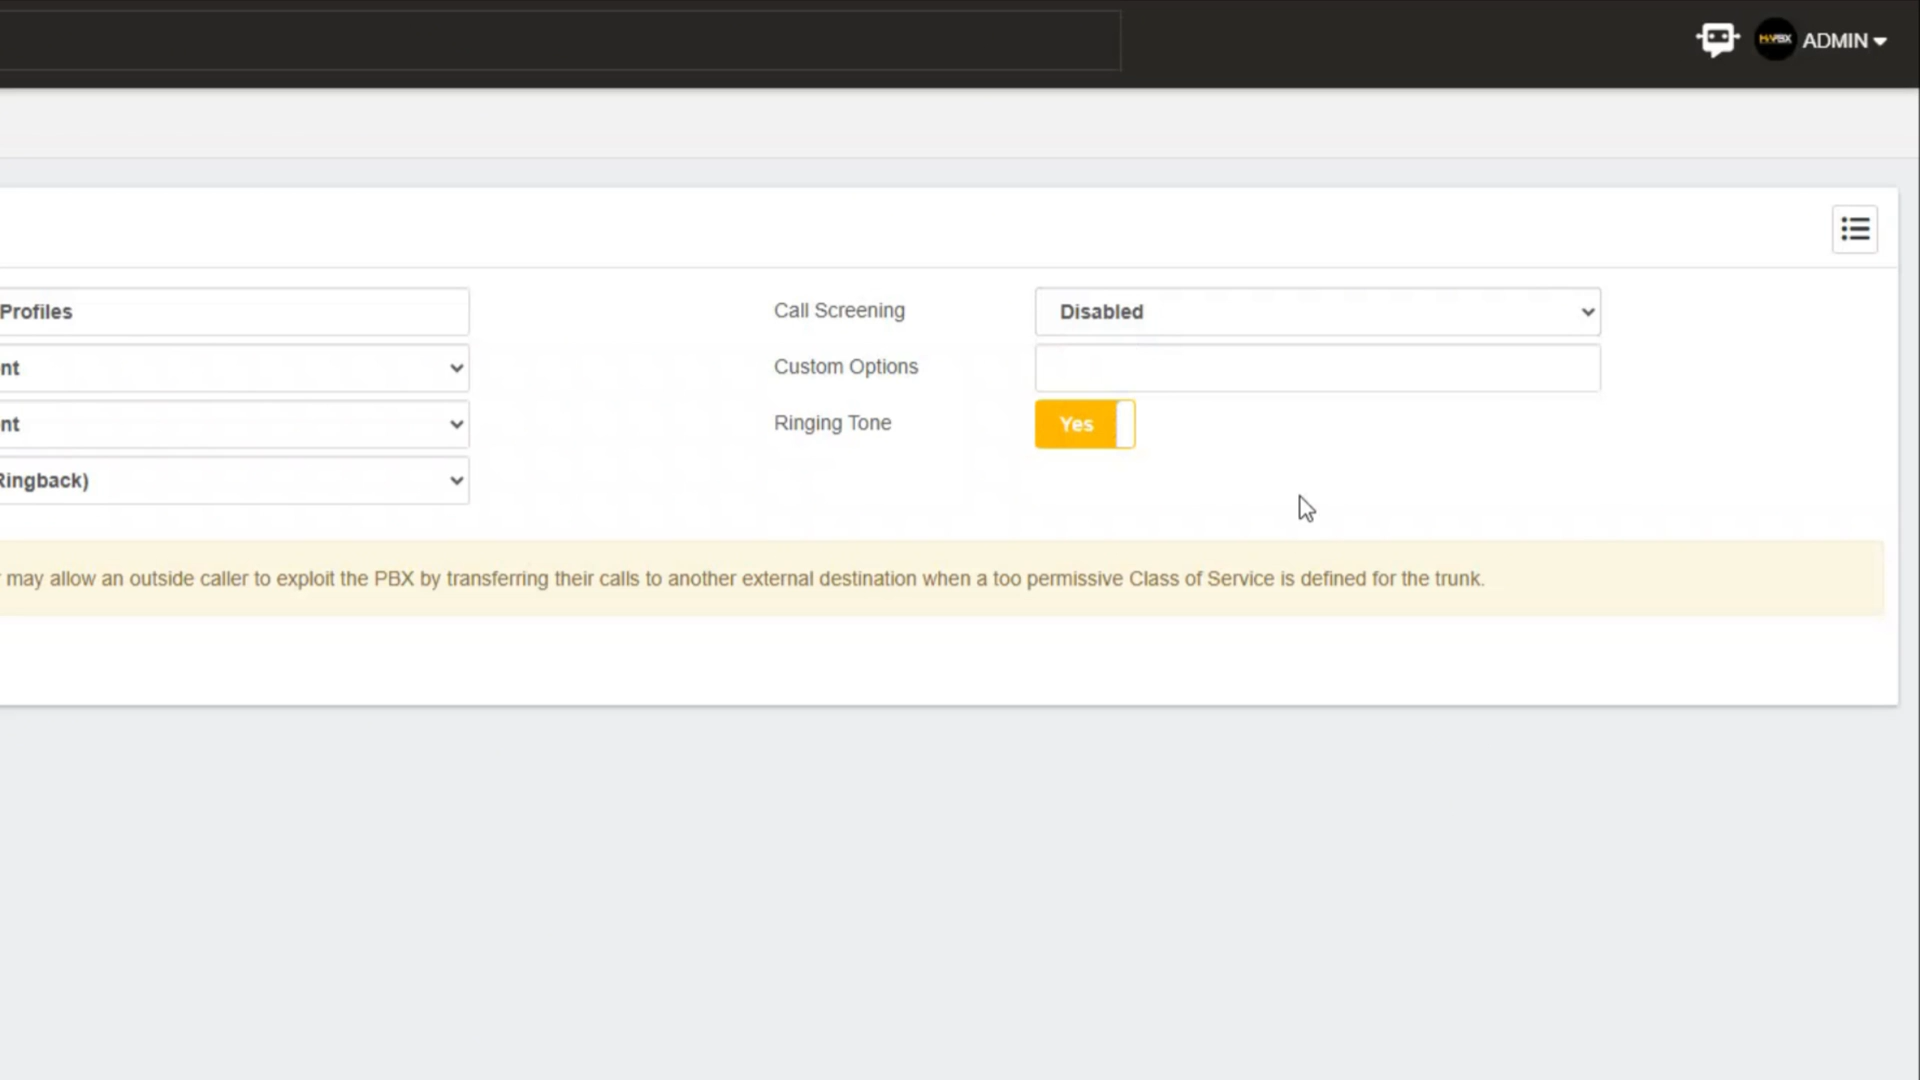 ADMIN
Profiles
Call Screening
Disabled
nt
Custom Options
nt
Ringing Tone
Yes
Ringback)
may allow an outside caller to exploit the PBX by transferring their calls to another external destination when a too permissive Class of Service is defined for the trunk.